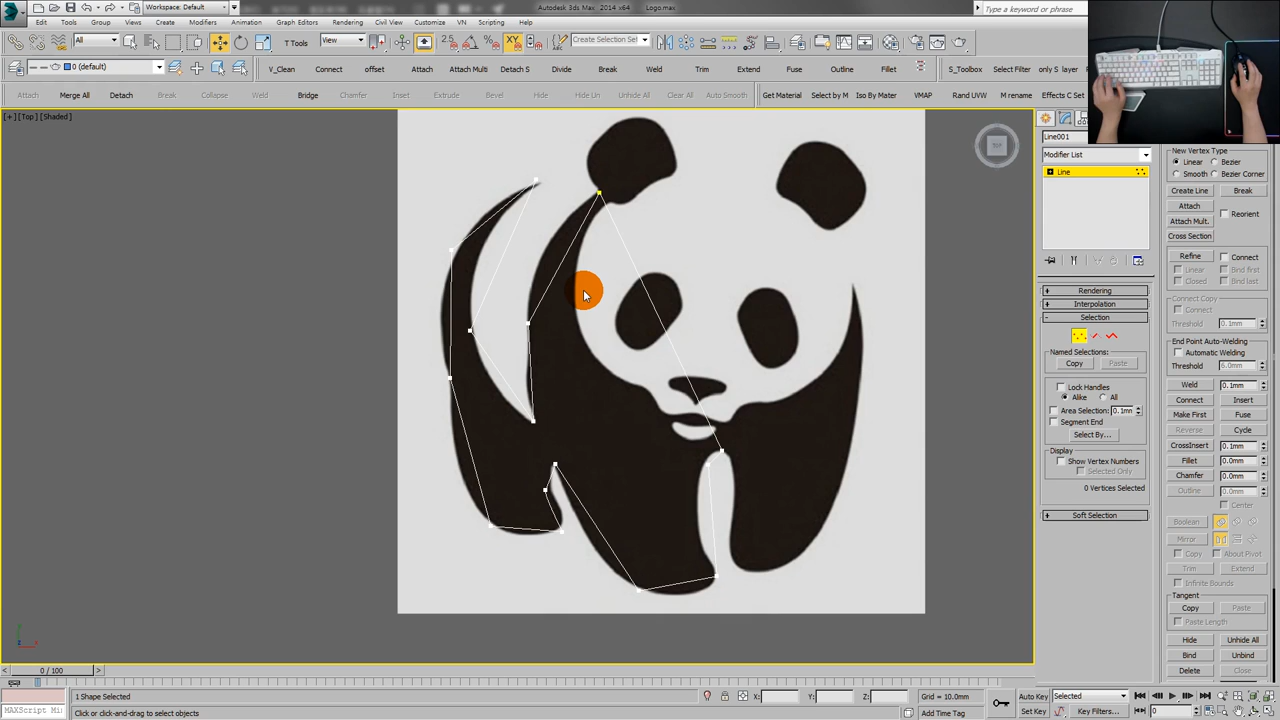 Workspace: Default
Autodesk 3ds Max 2014 x64
Logo.max
Type a keyword or phrase
Edit Tools Group Views Create Modifiers Animation Graph Editors Rendering Civil View Customize VN Scripting Help
All View T Tools XY Create Selection Set
0 (default) V_Clean Connect offset Attach Attach Detach S Divide Break Weld Trim Extend Fuse Outline Mirror S_Toolbox Select Filter only S_Layer
Attach Merge All Detach Break Collapse Weld Bridge Hide Hide Un Unhide All Clear All Auto Smooth Get Material Select by M Iso By Mater VMAP Rand UVW M rename Effects C Set
[+] [Top] [Shaded]
TOP
Line001
Modifier List
Line
Rendering
Interpolation
Selection
Named Selections:
Copy Paste
Lock Handles
Alike All
Area Selection: 0.1mm
Segment End
Select By...
Display
Show Vertex Numbers
Selected Only
0 Vertices Selected
Soft Selection
New Vertex Type
Linear Bezier
Smooth Bezier Corner
Create Line Break
Attach Reorient
Attach Mult.
Cross Section
Refine Connect
Linear Bind first
Closed Bind last
Connect Copy
Connect
Threshold 0.1mm
End Point Auto-Welding
Automatic Welding
Threshold 6.0mm
Weld 0.1mm
Connect Insert
Make First Fuse
Reverse Cycle
CrossInsert 0.1mm
Fillet 0.0mm
Chamfer 0.0mm
Outline 0.0mm
Center
Boolean
Mirror
Copy About Pivot
Trim Extend
Infinite Bounds
Tangent
Copy Paste
Paste Length
Hide Unhide All
Bind Unbind
Delete Close
0 / 100
1 Shape Selected X: Y: Z: Grid = 10.0mm Auto Key Selected
MAXScript Mi Click or click-and-drag to select objects Add Time Tag Set Key Key Filters... 0